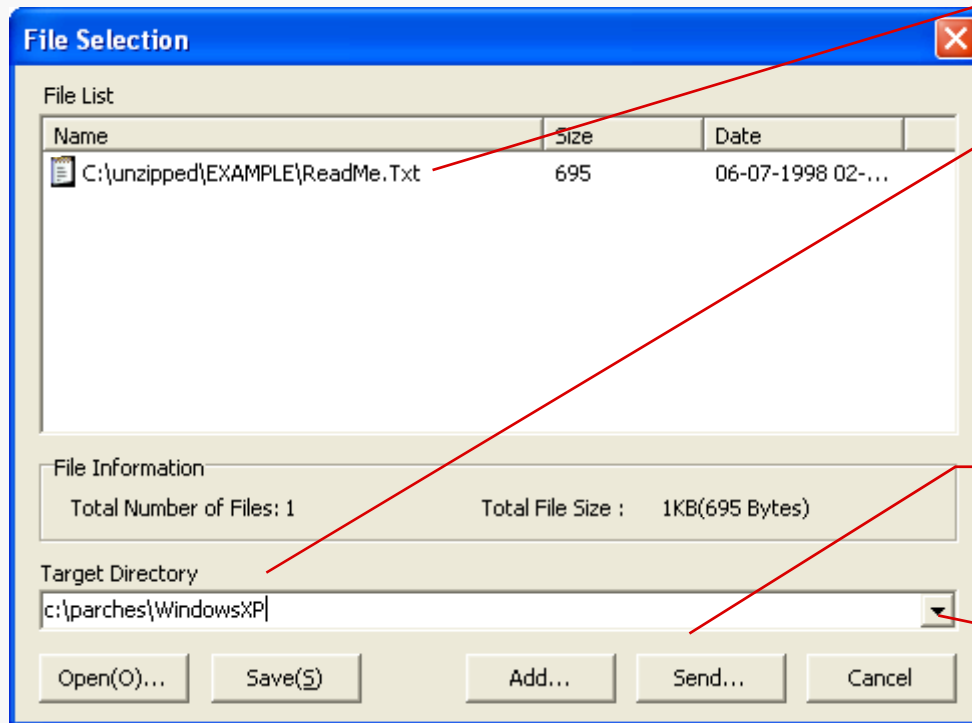 File Selection
File List
Name Size Date
C:\unzipped\EXAMPLE\ReadMe.Txt 695 06-07-1998 02-...
File Information
Total Number of Files: 1 Total File Size : 1KB(695 Bytes)
Target Directory
c:\parches\WindowsXP
Open(O)... Save(S) Add... Send... Cancel